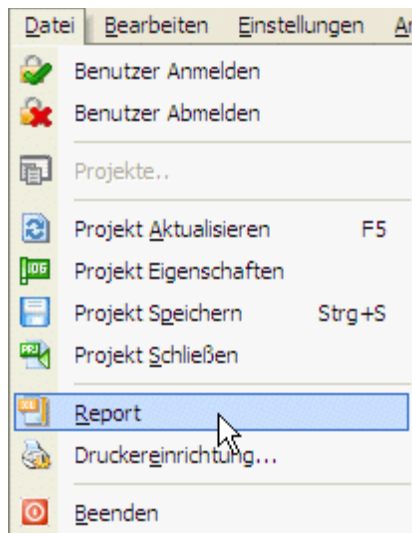 Datei Bearbeiten Einstellungen
Benutzer Anmelden
Benutzer Abmelden
Projekte..
Projekt Aktualisieren F5
Projekt Eigenschaften
Projekt Speichern Strg+S
Projekt Schließen
Report
Druckereinrichtung...
Beenden